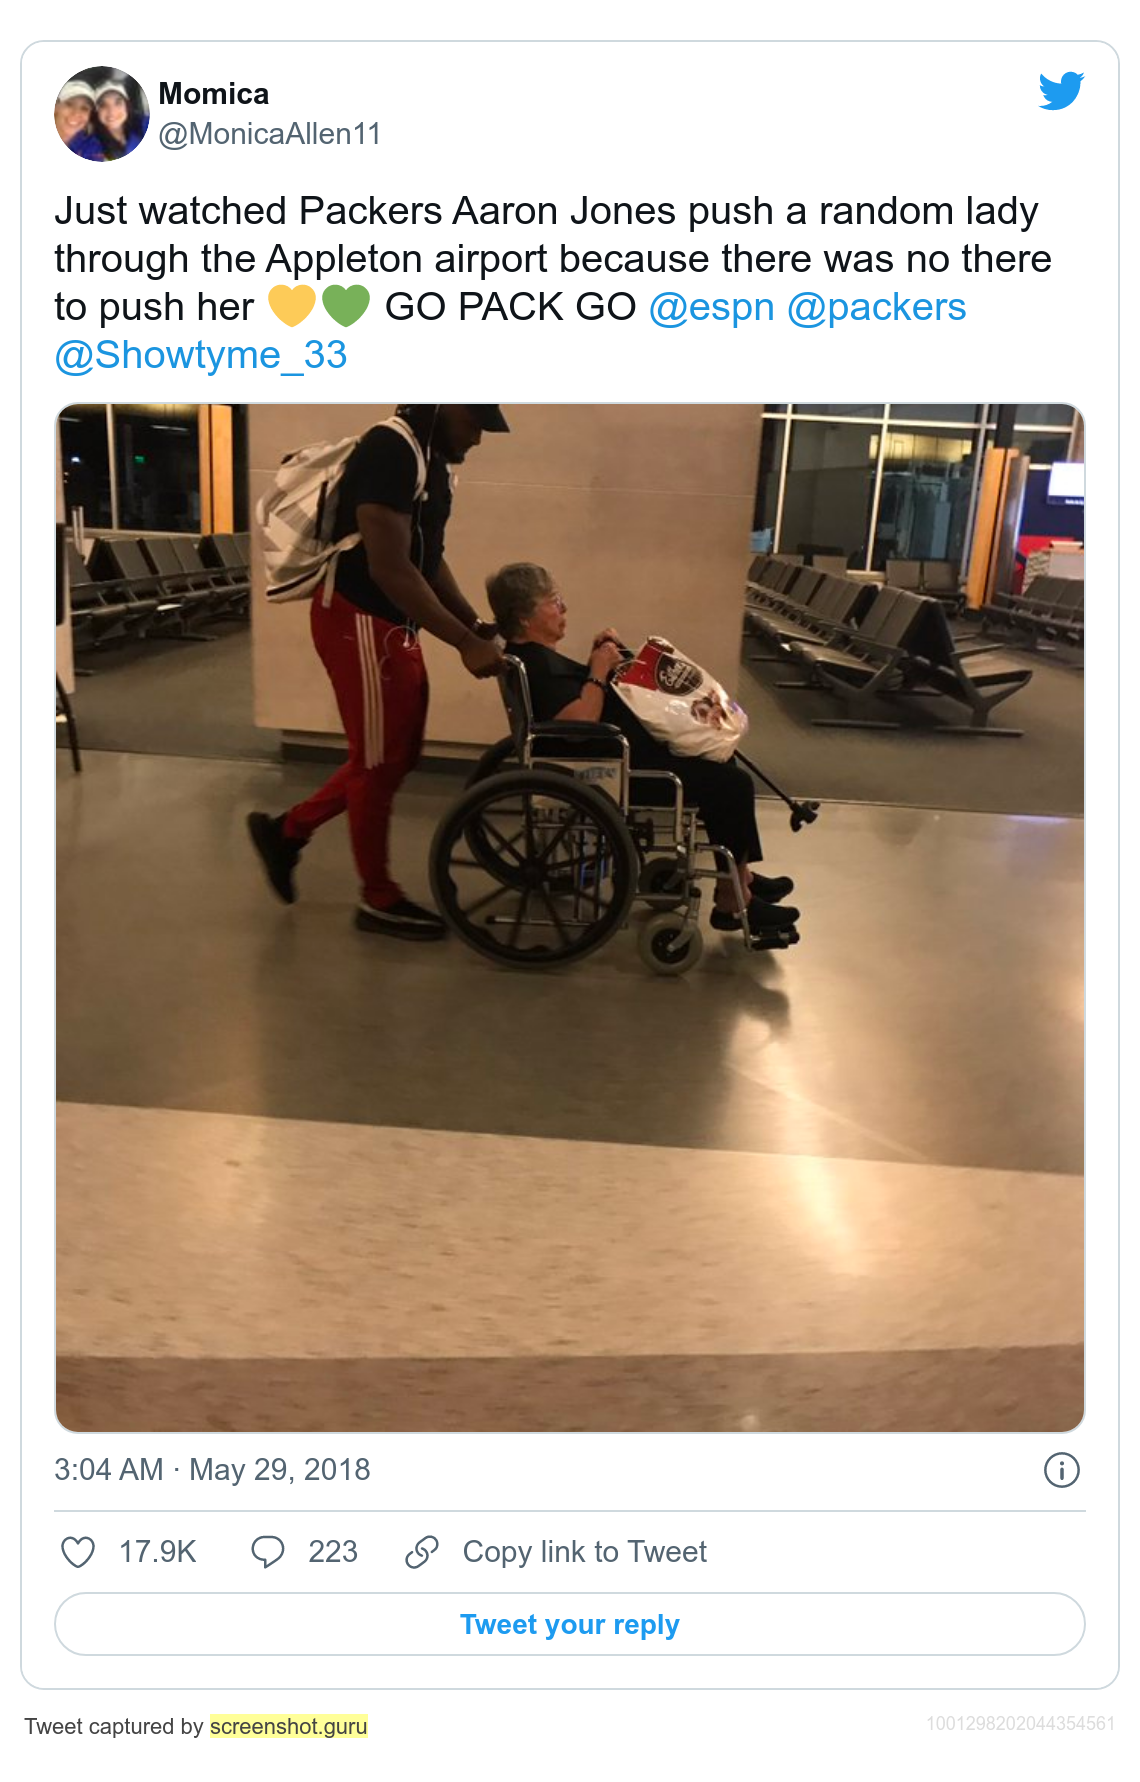 Momica
@MonicaAllen11
Just watched Packers Aaron Jones push a random lady
through the Appleton airport because there was no there
to push her 💛💚 GO PACK GO @espn @packers
@Showtyme_33
3:04 AM · May 29, 2018
17.9K 223 Copy link to Tweet
Tweet your reply
Tweet captured by screenshot.guru
1001298202044354561